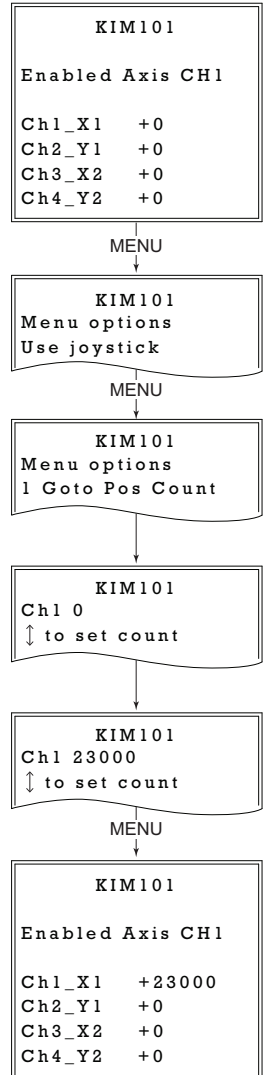 KIM101
Enabled Axis CH1
Ch1_X1 +0
Ch2_Y1 +0
Ch3_X2 +0
Ch4_Y2 +0
MENU
KIM101
Menu options
Use joystick
MENU
KIM101
Menu options
1 Goto Pos Count
KIM101
Ch1 0
↕ to set count
KIM101
Ch1 23000
↕ to set count
MENU
KIM101
Enabled Axis CH1
Ch1_X1 +23000
Ch2_Y1 +0
Ch3_X2 +0
Ch4_Y2 +0